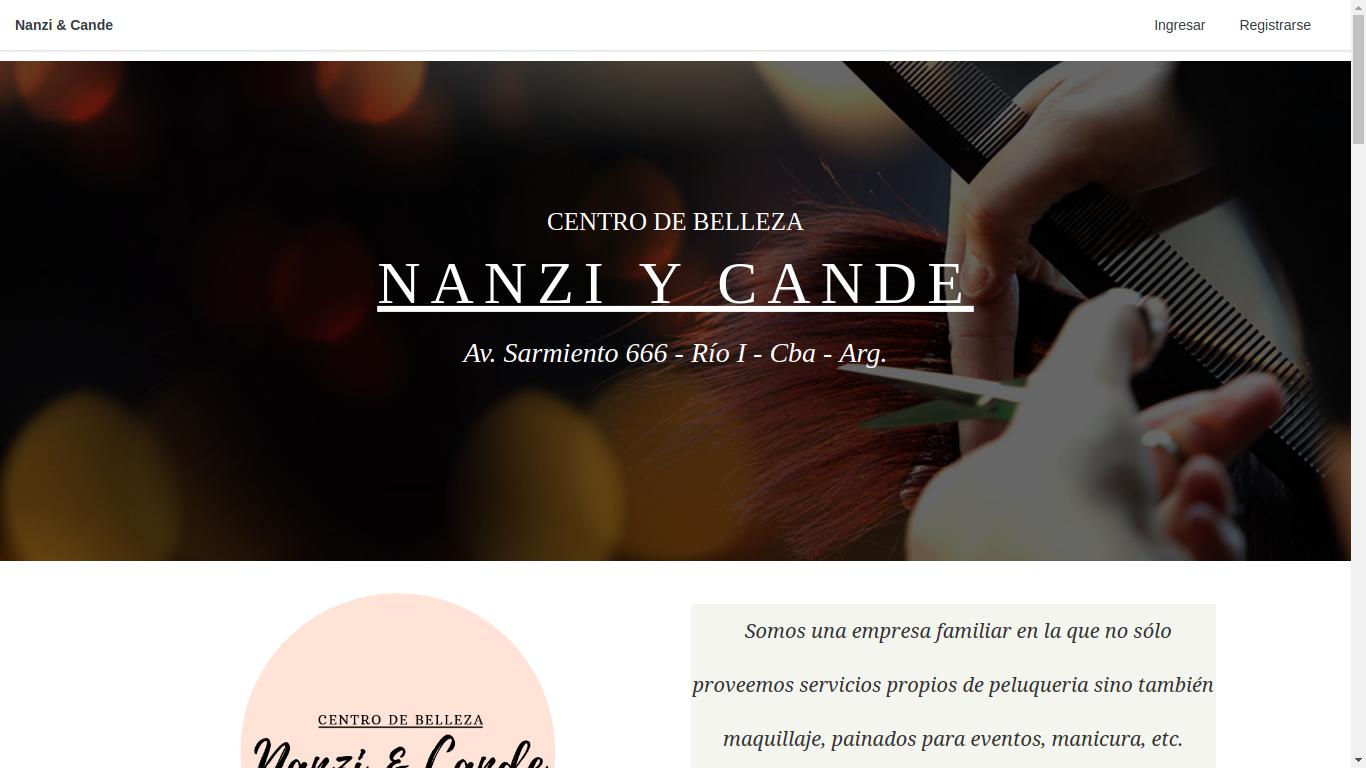 Nanzi & Cande
Ingresar
Registrarse
CENTRO DE BELLEZA
NANZI Y CANDE
Av. Sarmiento 666 - Río I - Cba - Arg.
CENTRO DE BELLEZA
Nanzi & Cande
Somos una empresa familiar en la que no sólo
proveemos servicios propios de peluqueria sino también
maquillaje, painados para eventos, manicura, etc.